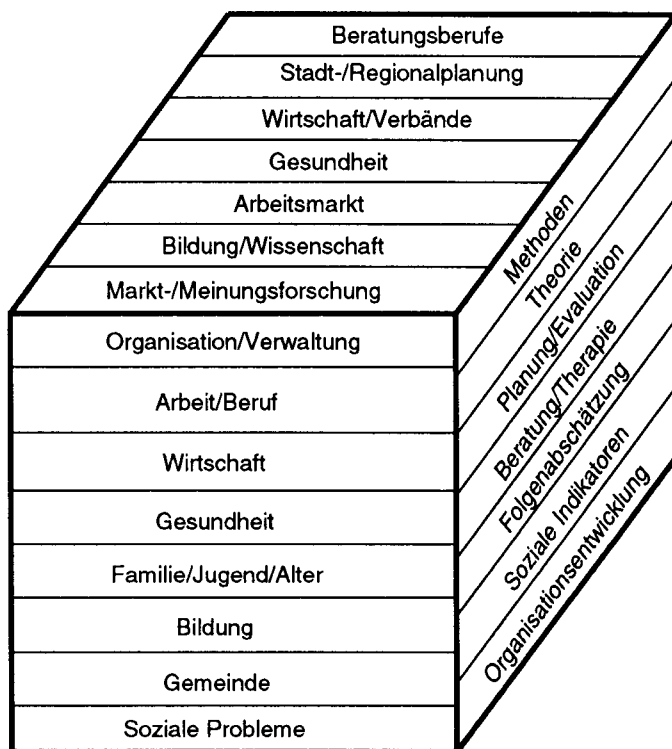 Beratungsberufe
Stadt-/Regionalplanung
Wirtschaft/Verbände
Gesundheit
Arbeitsmarkt
Bildung/Wissenschaft
Markt-/Meinungsforschung
Organisation/Verwaltung
Arbeit/Beruf
Wirtschaft
Gesundheit
Familie/Jugend/Alter
Bildung
Gemeinde
Soziale Probleme
Methoden
Theorie
Planung/Evaluation
Beratung/Therapie
Folgenabschätzung
Soziale Indikatoren
Organisationsentwicklung